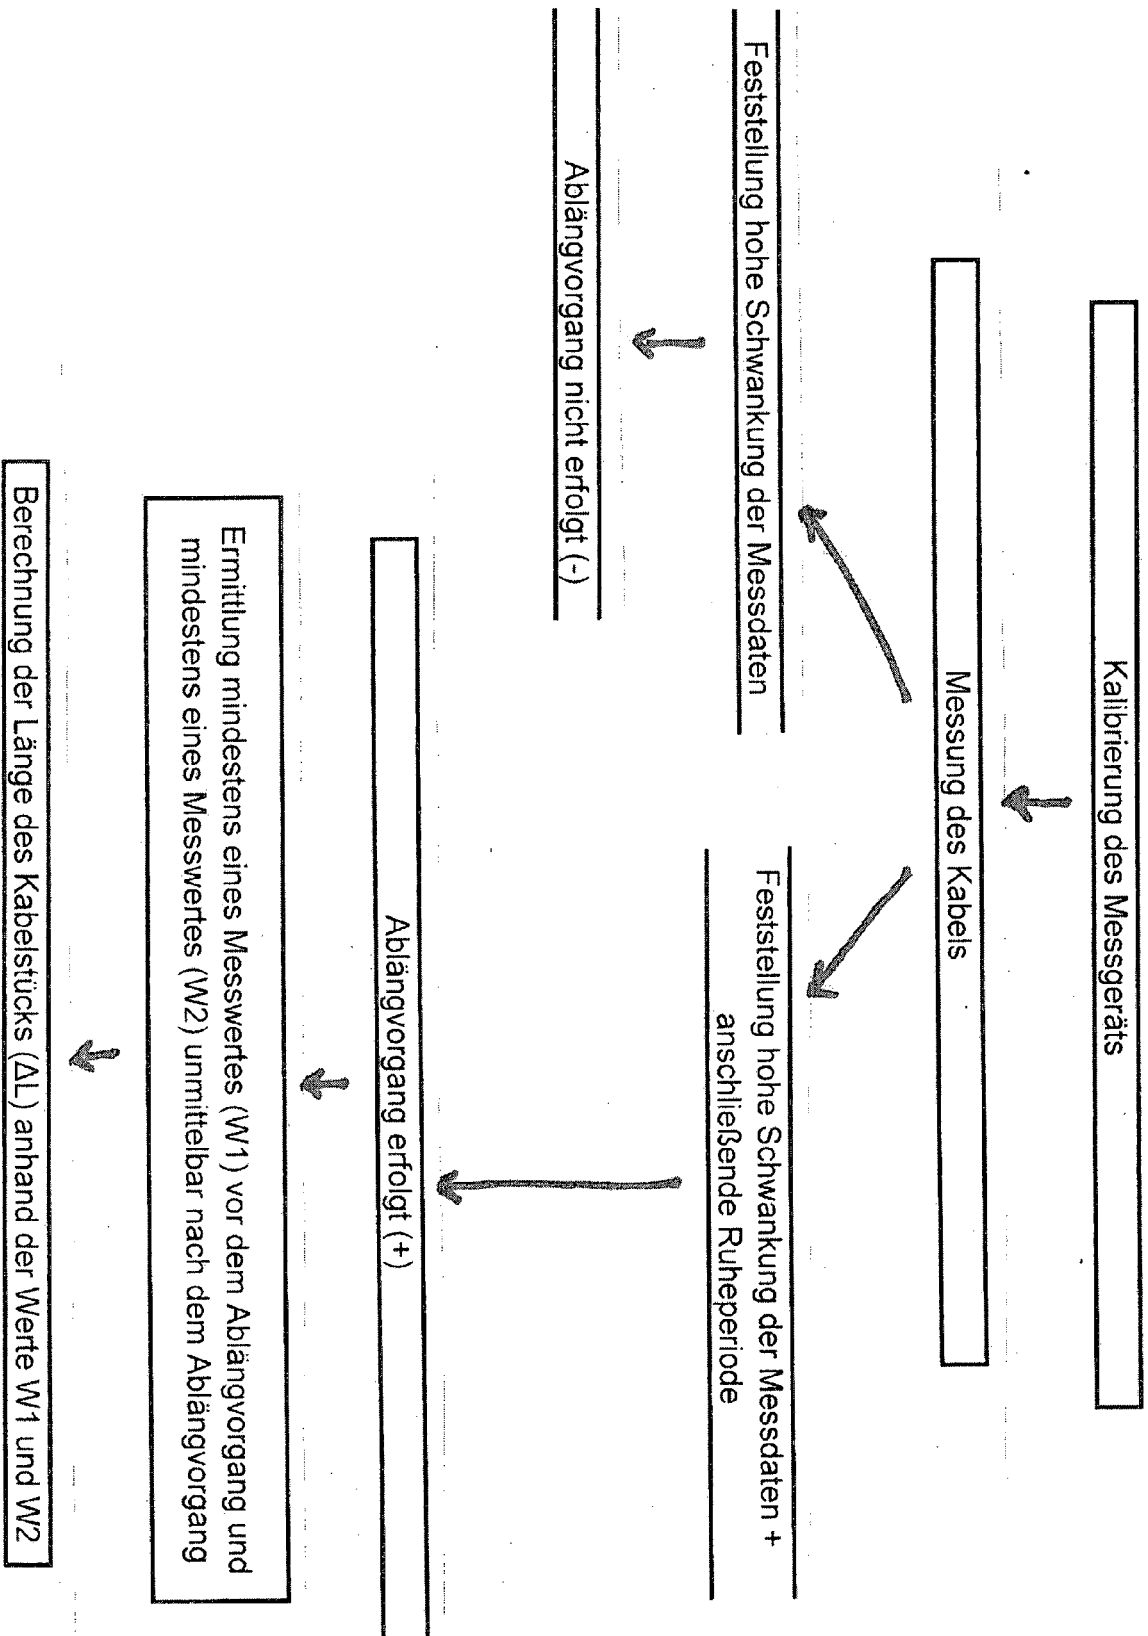 Kalibrierung des Messgeräts
Messung des Kabels
Feststellung hohe Schwankung der Messdaten
Feststellung hohe Schwankung der Messdaten +
anschließende Ruheperiode
Ablängvorgang nicht erfolgt (-)
Ablängvorgang erfolgt (+)
Ermittlung mindestens eines Messwertes (W1) vor dem Ablängvorgang und
mindestens eines Messwertes (W2) unmittelbar nach dem Ablängvorgang
Berechnung der Länge des Kabelstücks (ΔL) anhand der Werte W1 und W2